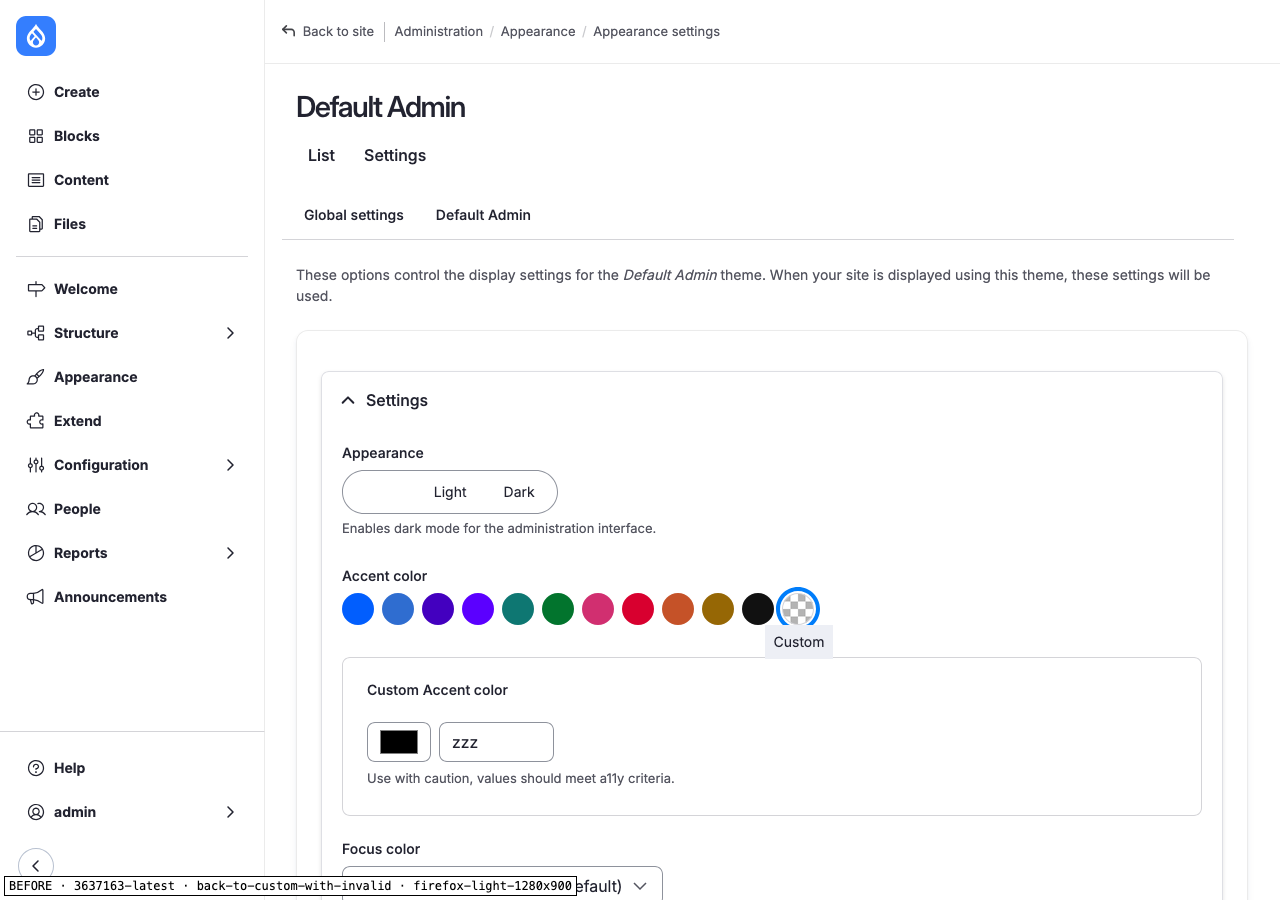 Back to site
Administration / Appearance / Appearance settings
Create
Blocks
Content
Files
Welcome
Structure
Appearance
Extend
Configuration
People
Reports
Announcements
Help
admin
Default Admin
List Settings
Global settings Default Admin
These options control the display settings for the Default Admin theme. When your site is displayed using this theme, these settings will be
used.
Settings
Appearance
Light Dark
Enables dark mode for the administration interface.
Accent color
Custom
Custom Accent color
zzz
Use with caution, values should meet a11y criteria.
Focus color
BEFORE · 3637163-latest · back-to-custom-with-invalid · firefox-light-1280x900